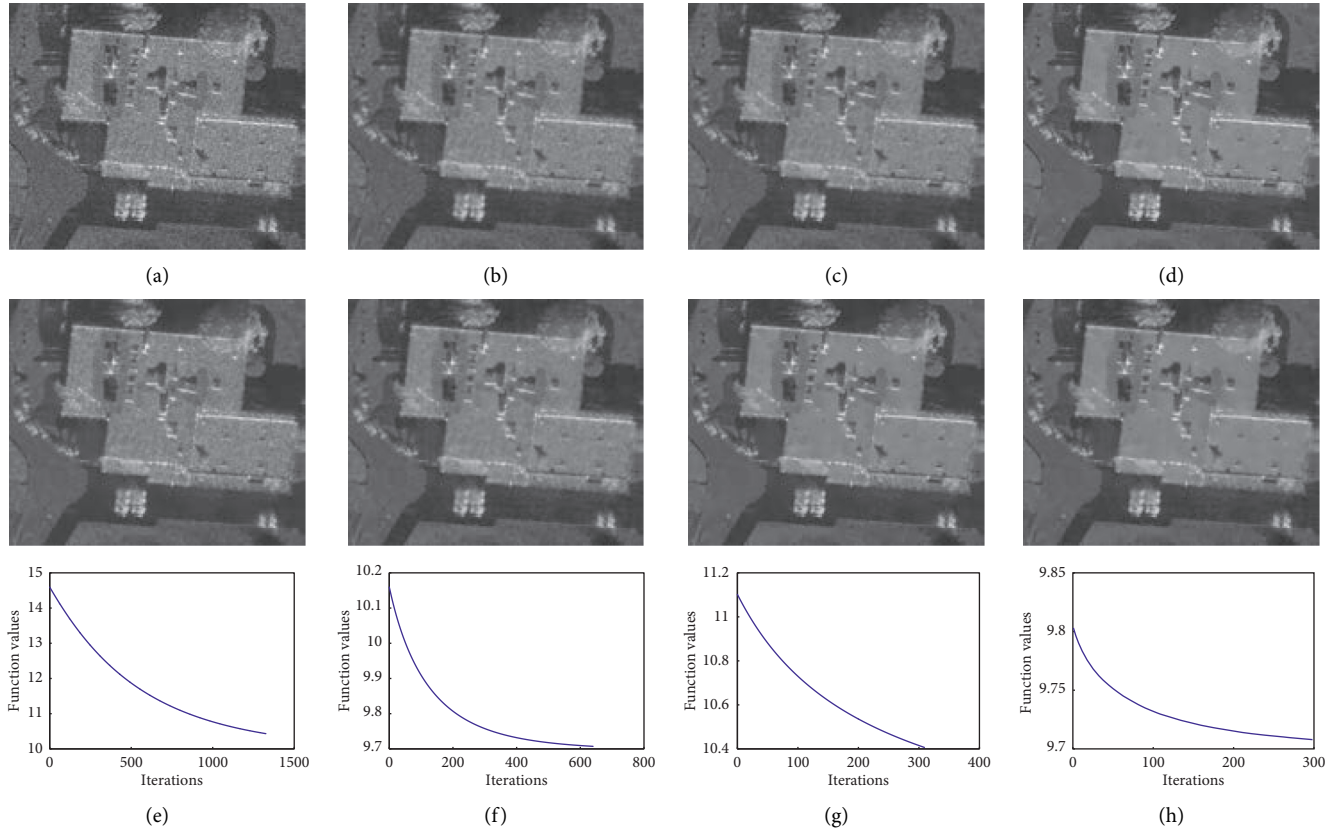 (a) (b) (c) (d)
15
14
13
12
11
10
0 500 1000 1500
Function values
Iterations
10.2
10.1
10
9.9
9.8
9.7
0 200 400 600 800
Function values
Iterations
11.2
11
10.8
10.6
10.4
0 100 200 300 400
Function values
Iterations
9.85
9.8
9.75
9.7
0 100 200 300
Function values
Iterations
(e) (f) (g) (h)